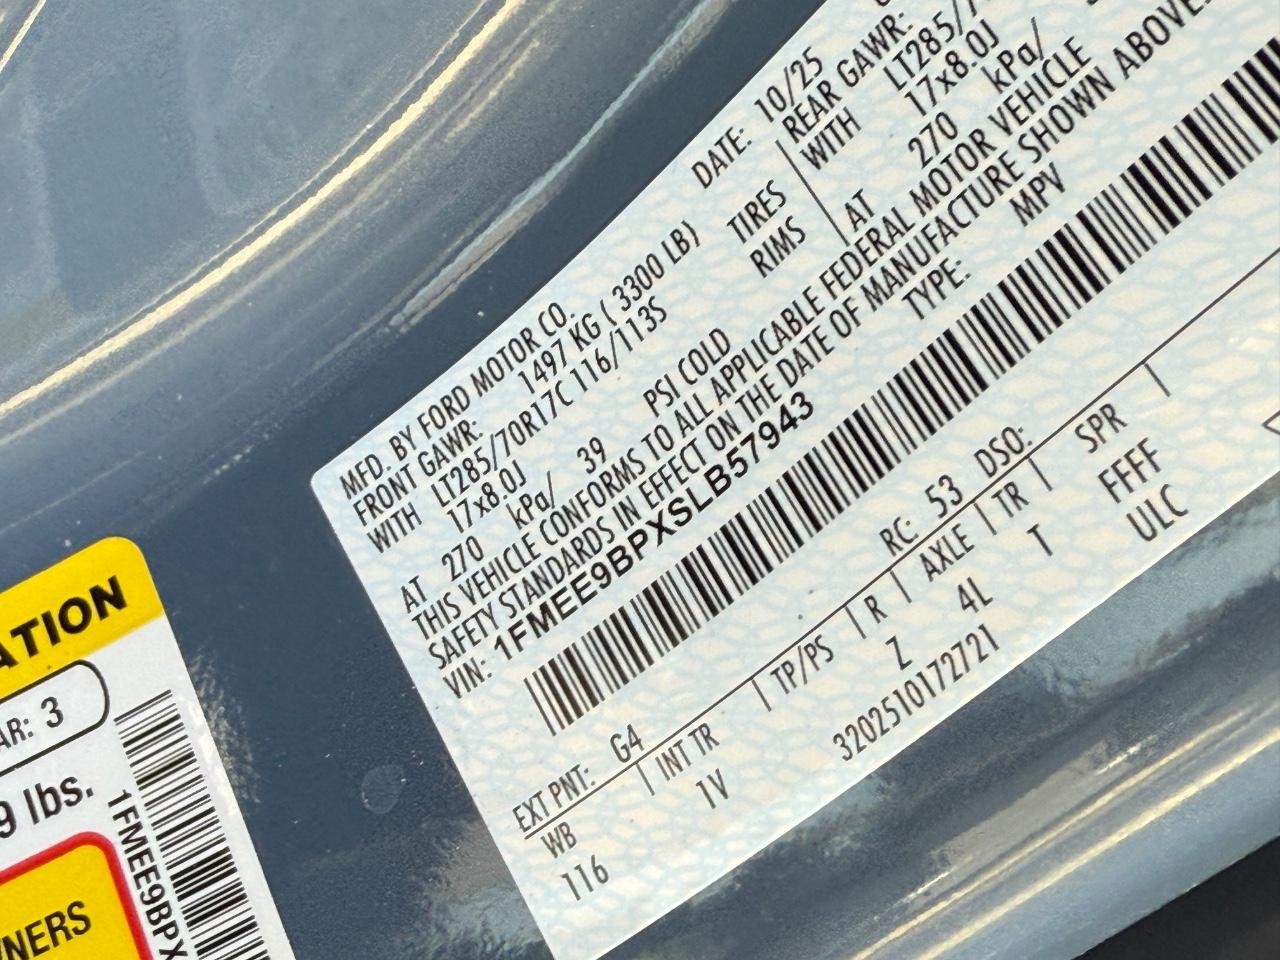 MFD. BY FORD MOTOR CO. DATE: 10/25
FRONT GAWR: 1497 KG ( 3300 LB) REAR GAWR:
WITH LT285/70R17C 116/113S TIRES WITH
17x8.0J RIMS 17x8.0J
AT 270 kPa/ 39 PSI COLD AT 270 kPa/
THIS VEHICLE CONFORMS TO ALL APPLICABLE FEDERAL MOTOR VEHICLE
SAFETY STANDARDS IN EFFECT ON THE DATE OF MANUFACTURE SHOWN ABOVE.
VIN: 1FMEE9BPXSLB57943 TYPE: MPV
EXT PNT: G4 RC: 53 DSO:
WB INT TR TP/PS R AXLE TR SPR
116 1V Z 4L T FFFF
3202510172721 ULC
AR: 3
9 lbs.
1FMEE9BPX